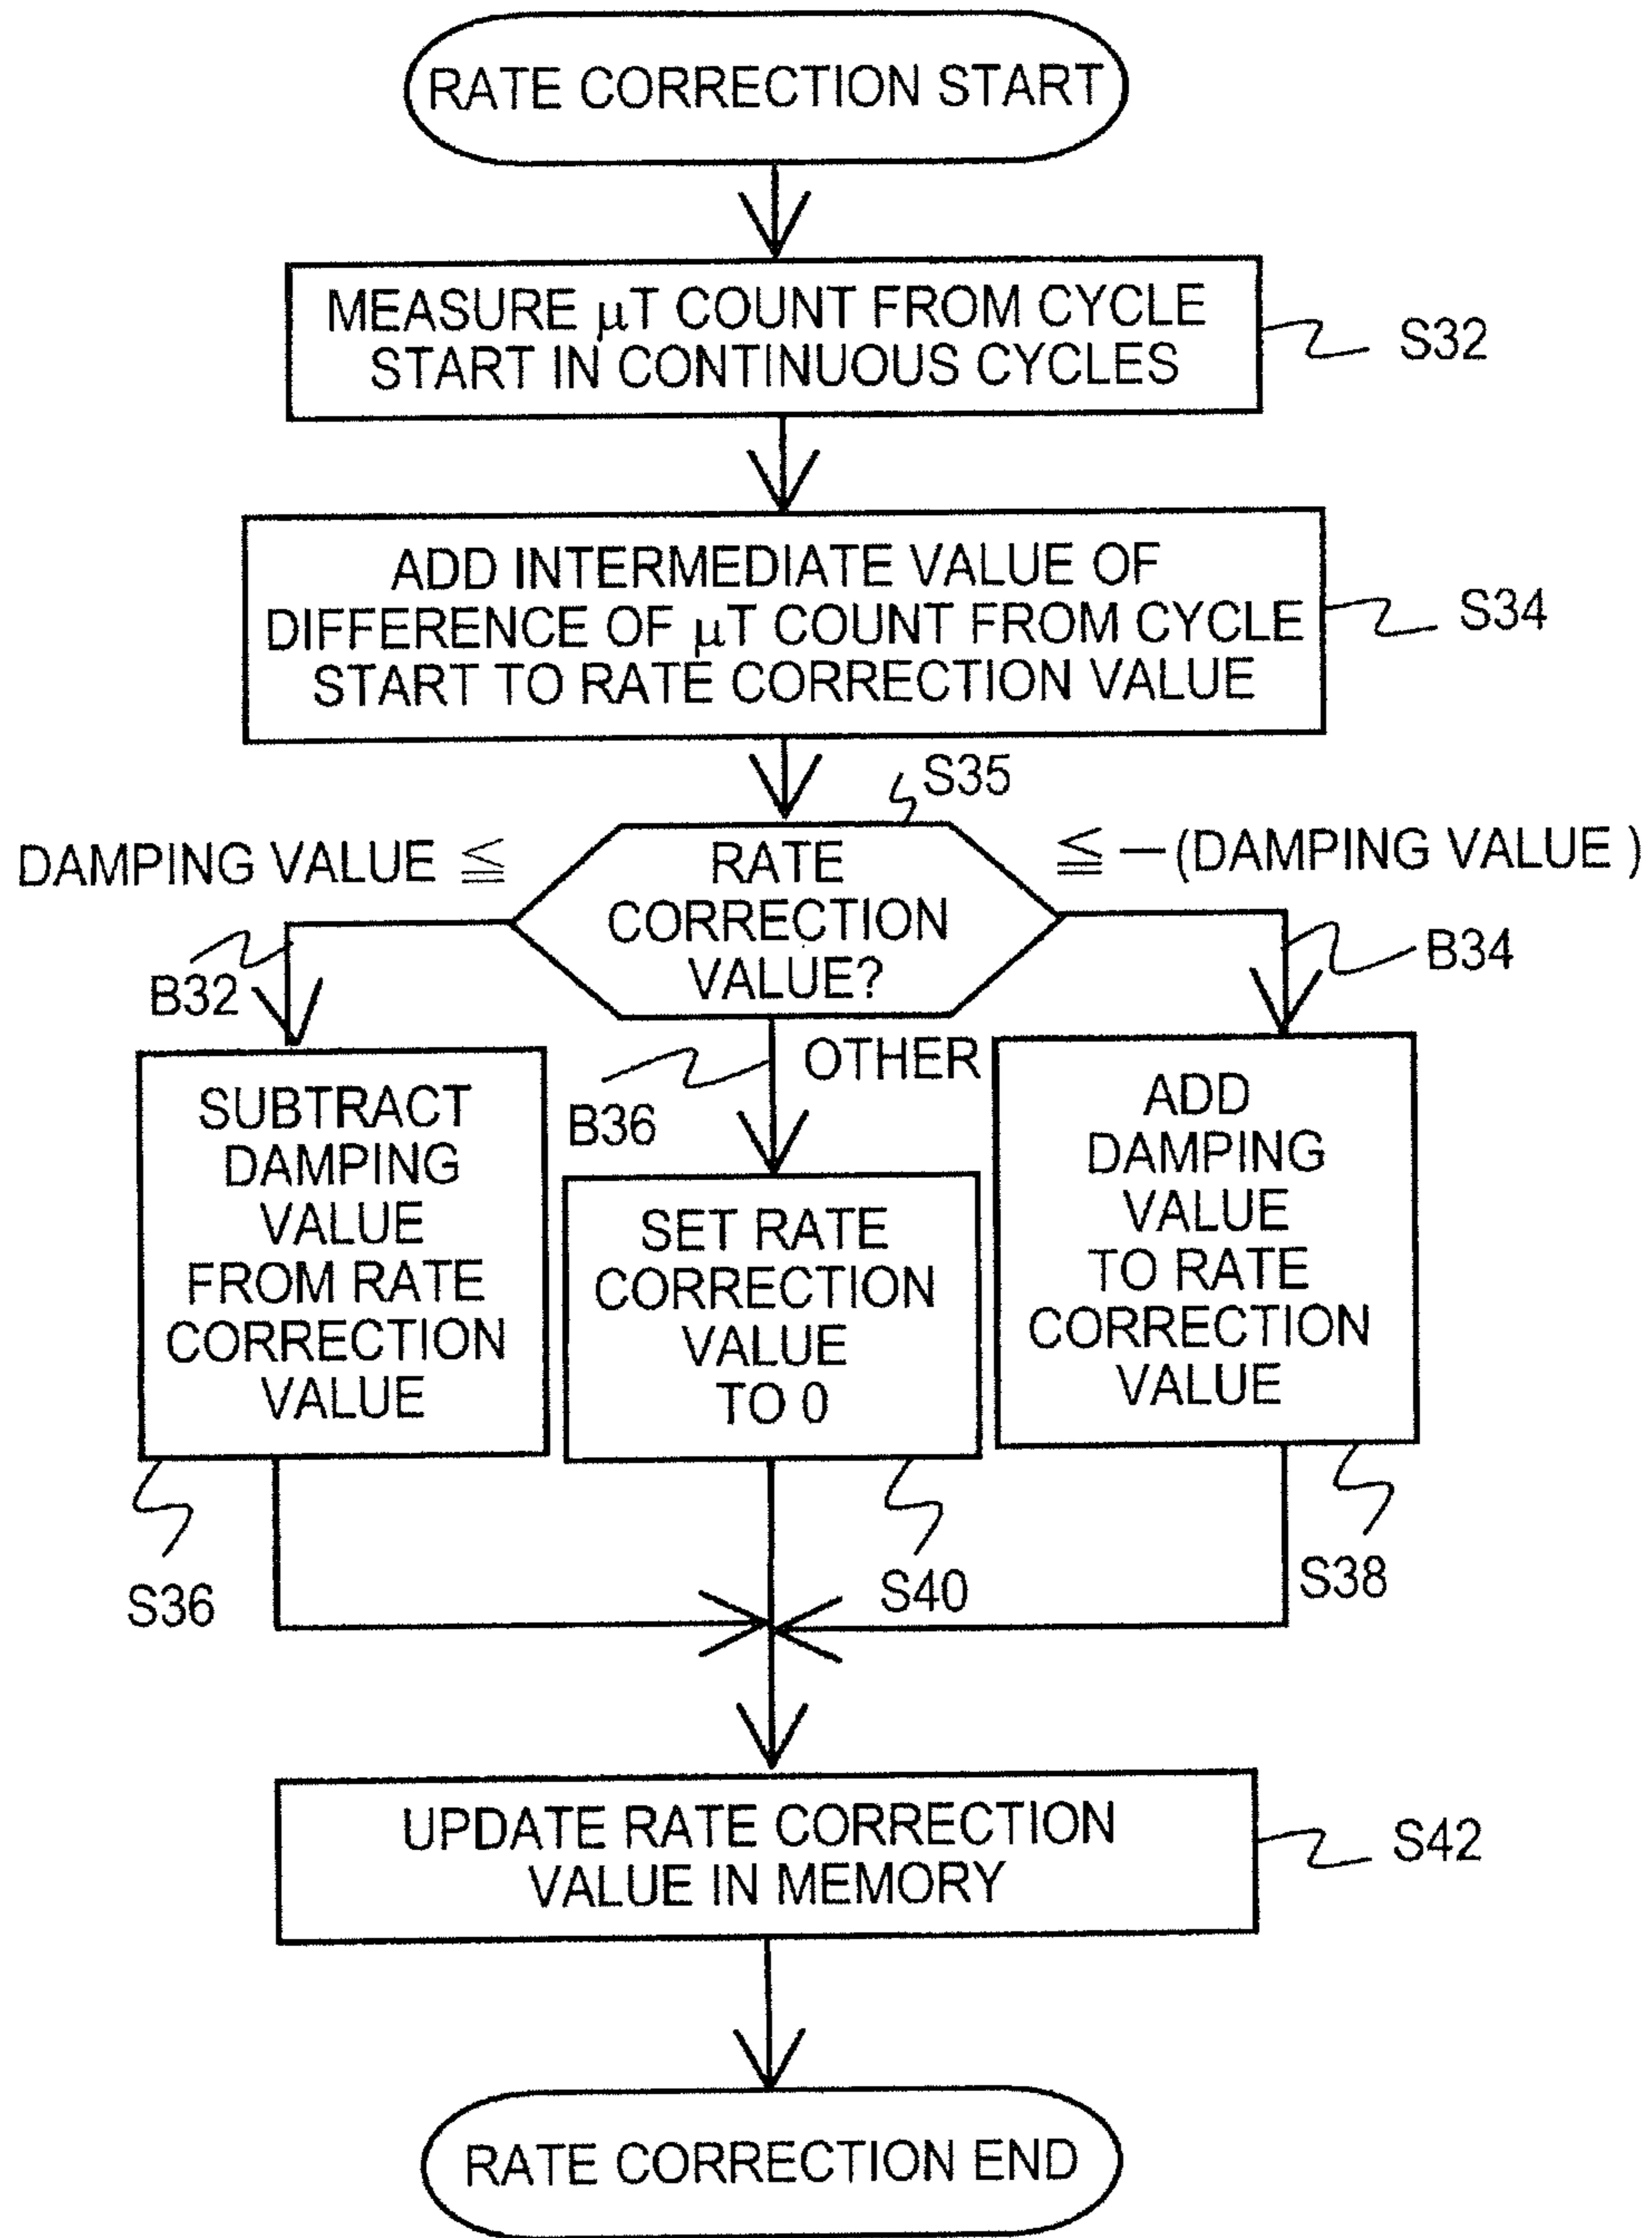 RATE CORRECTION START
MEASURE μT COUNT FROM CYCLE
START IN CONTINUOUS CYCLES
S32
ADD INTERMEDIATE VALUE OF
DIFFERENCE OF μT COUNT FROM CYCLE
START TO RATE CORRECTION VALUE
S34
S35
DAMPING VALUE ≦
RATE
CORRECTION
VALUE?
≦ —(DAMPING VALUE )
B32
B34
B36
OTHER
SUBTRACT
DAMPING
VALUE
FROM RATE
CORRECTION
VALUE
SET RATE
CORRECTION
VALUE
TO 0
ADD
DAMPING
VALUE
TO RATE
CORRECTION
VALUE
S36
S40
S38
UPDATE RATE CORRECTION
VALUE IN MEMORY
S42
RATE CORRECTION END